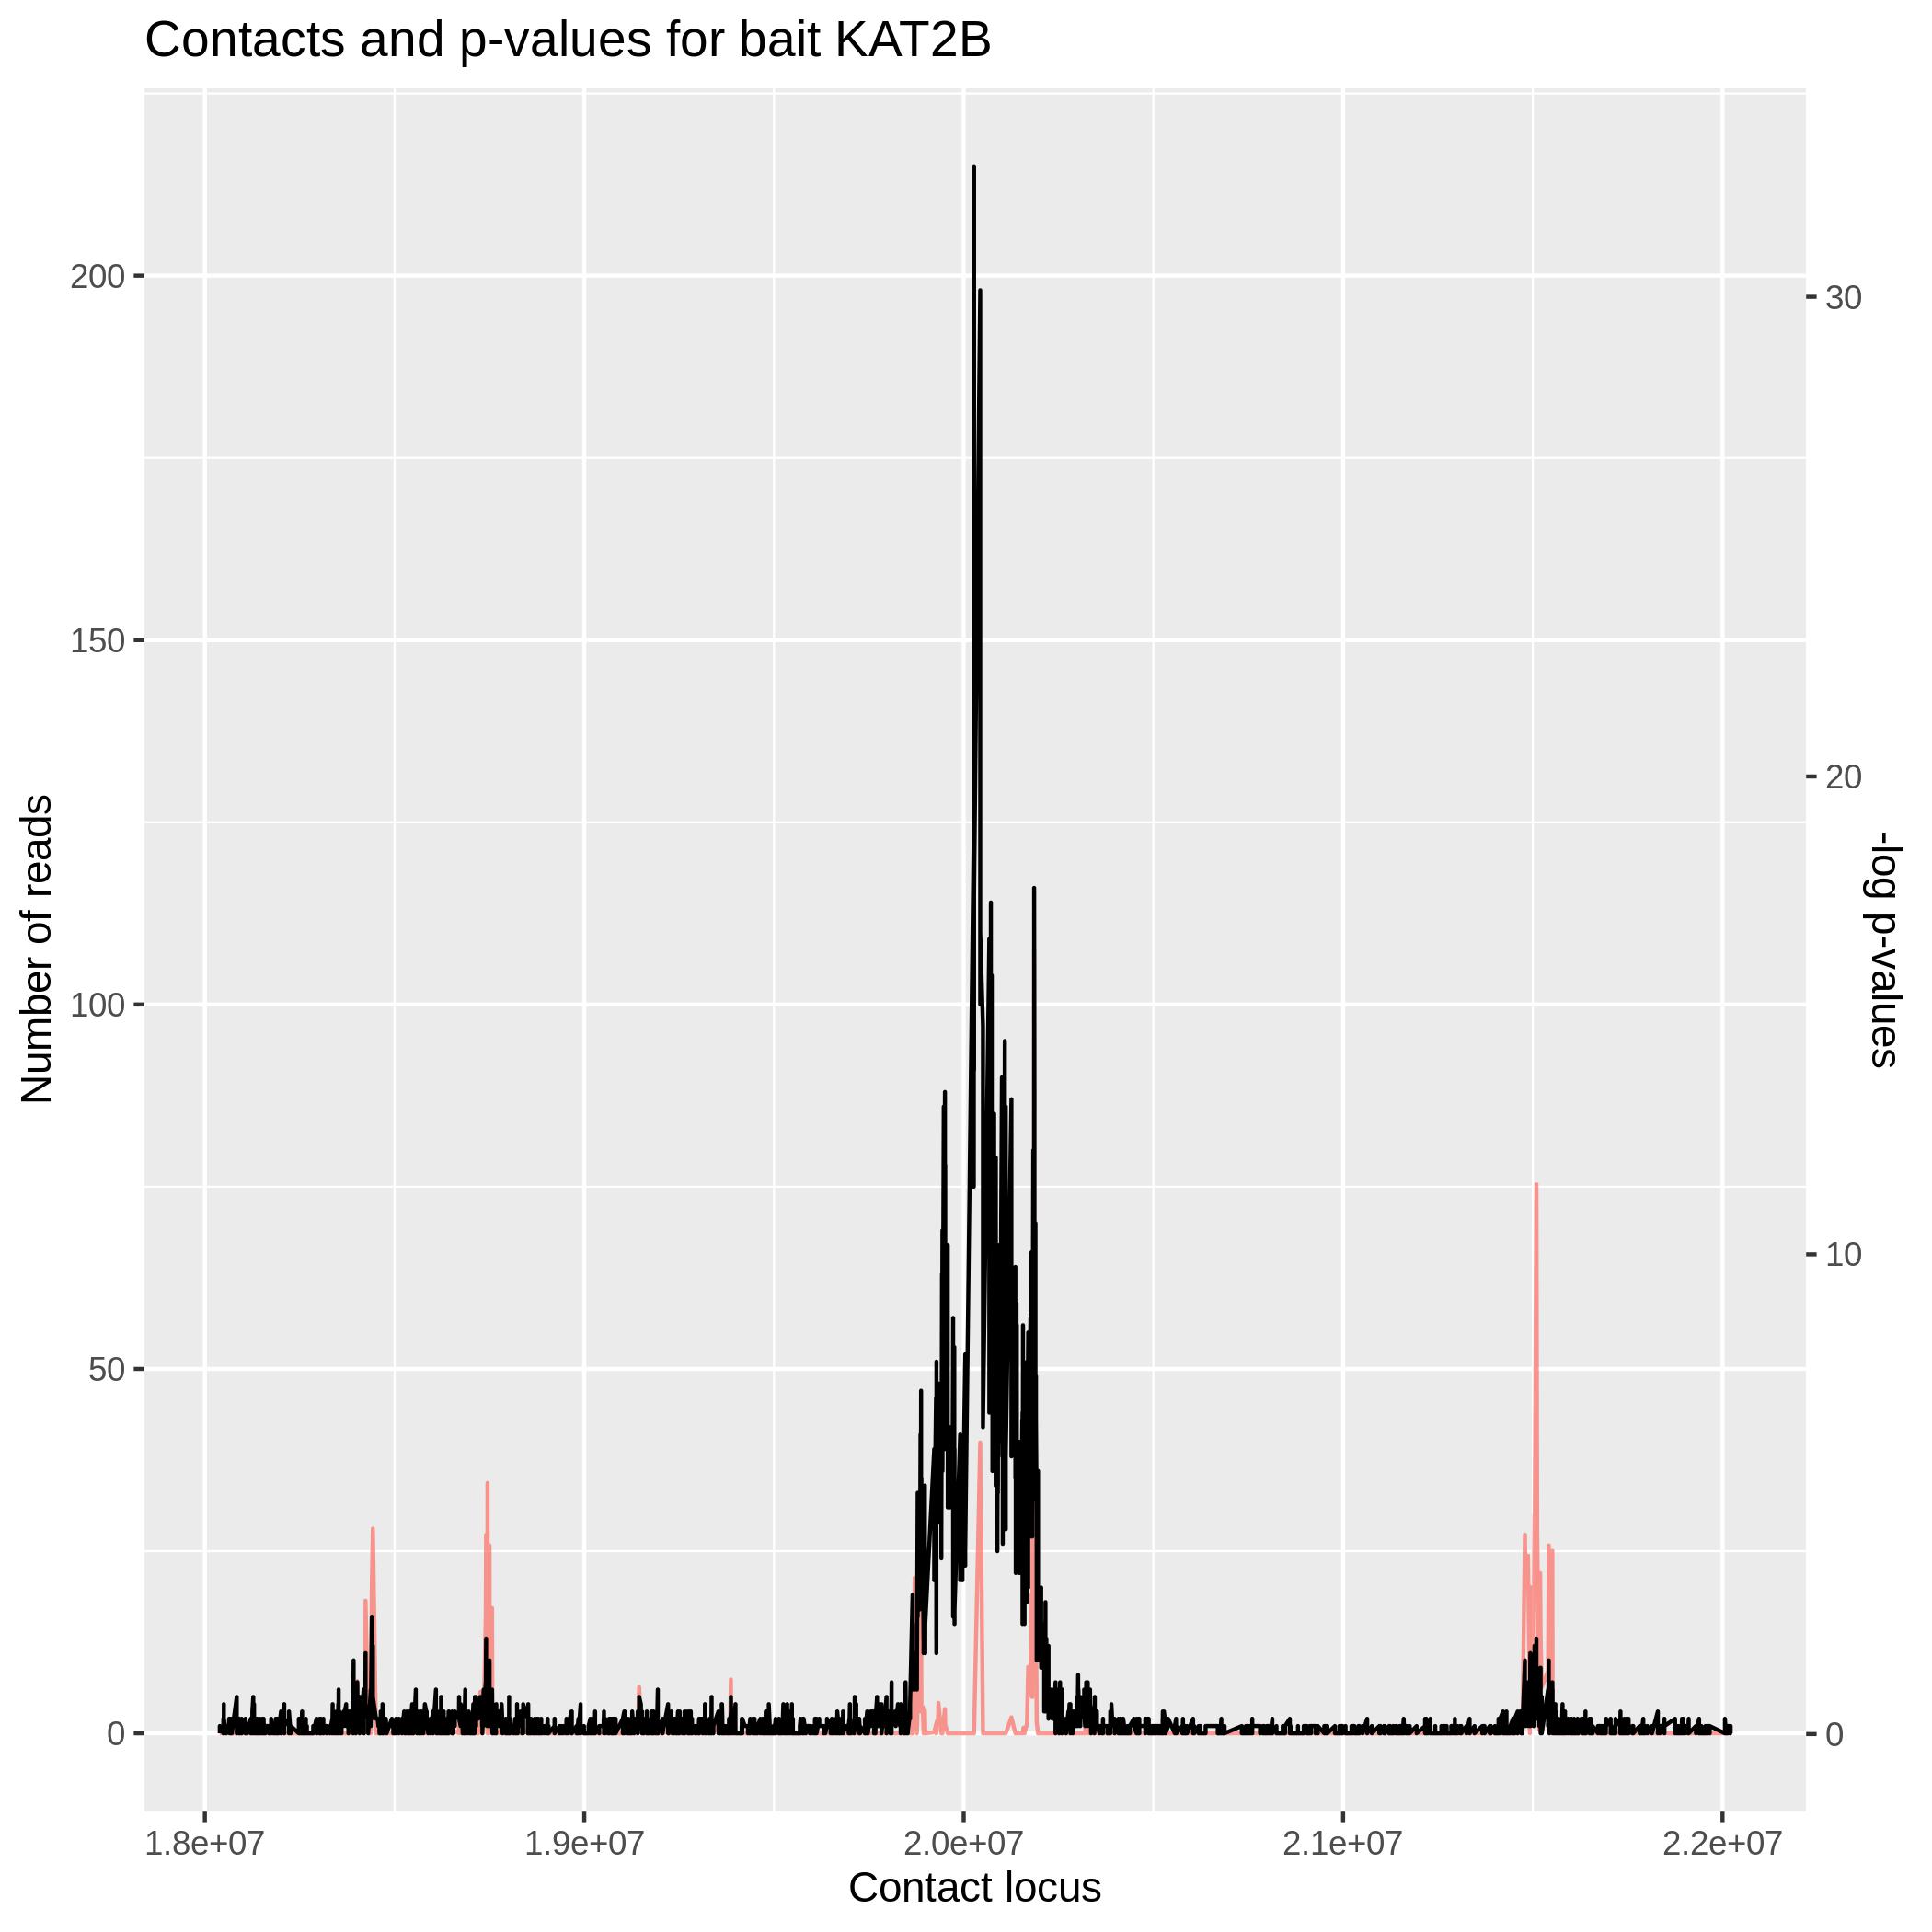 Contacts and p-values for bait KAT2B
200
150
100
50
0
30
20
10
0
Number of reads
-log p-values
1.8e+07
1.9e+07
2.0e+07
2.1e+07
2.2e+07
Contact locus